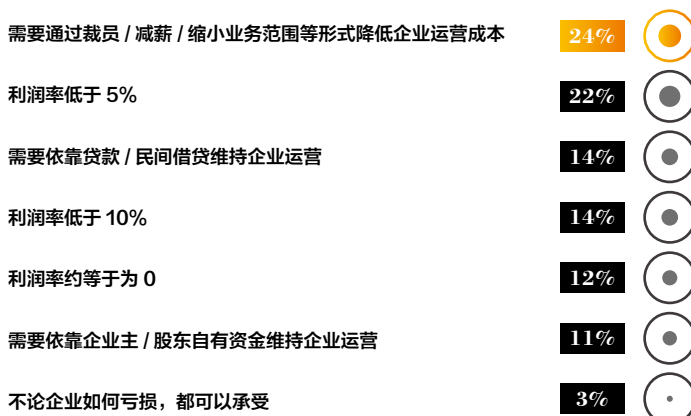 需要通过裁员 / 减薪 / 缩小业务范围等形式降低企业运营成本 24%
利润率低于 5% 22%
需要依靠贷款 / 民间借贷维持企业运营 14%
利润率低于 10% 14%
利润率约等于为 0 12%
需要依靠企业主 / 股东自有资金维持企业运营 11%
不论企业如何亏损，都可以承受 3%